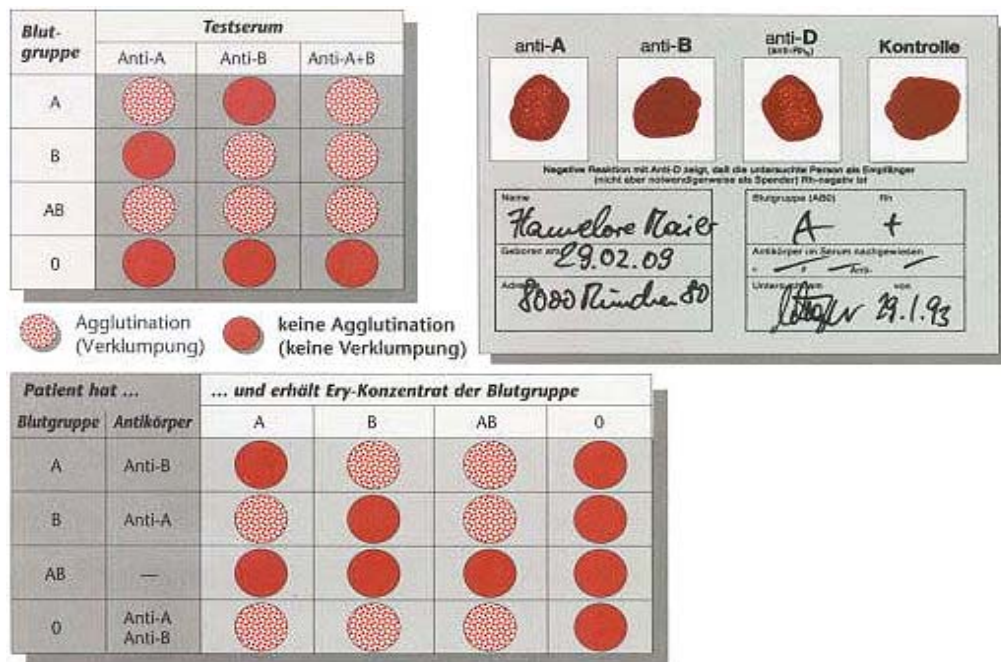 Blut-
gruppe
Testserum
Anti-A Anti-B Anti-A+B
A
B
AB
0
Agglutination
(Verklumpung)
keine Agglutination
(keine Verklumpung)
anti-A anti-B anti-D Kontrolle
Negative Reaktion mit Anti-D zeigt, daß die untersuchte Person als Empfänger
(nicht aber notwendigerweise als Spender) Rh-negativ ist
Name
Hannelore Maier
Geboren am 29.02.09
8000 München 80
Blutgruppe (AB0) Rh
A +
Antikörper im Serum nachgewiesen
Anti-
Untersucht am von
29.1.93
Patient hat ... ... und erhält Ery-Konzentrat der Blutgruppe
Blutgruppe Antikörper A B AB 0
A Anti-B
B Anti-A
AB —
0 Anti-A
Anti-B